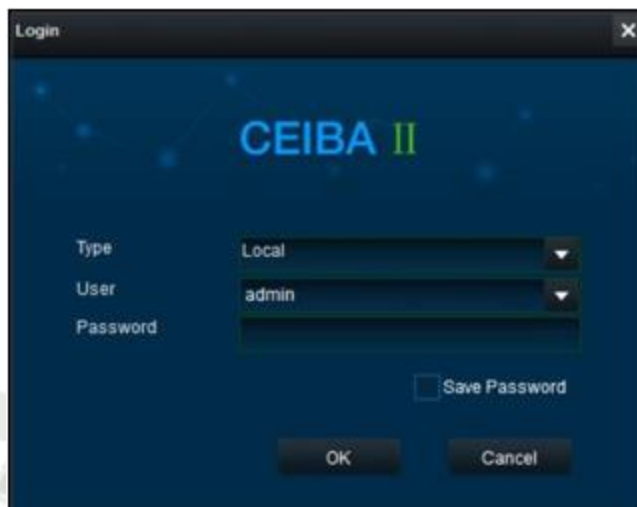 Login
CEIBA II
Type Local
User admin
Password
Save Password
OK Cancel